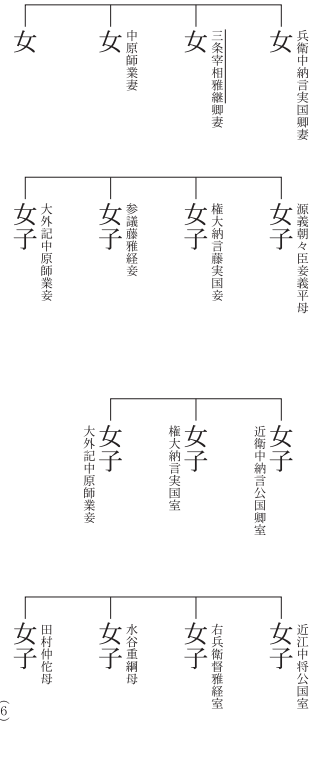 兵衛中納言実国卿妻
女
三条宰相雅継卿妻
女
中原師業妻
女
女
源義朝々臣妾義平母
女子
権大納言藤実国妾
女子
参議藤雅経妾
女子
大外記中原師業妾
女子
女子
近衛中納言公国卿室
女子
権大納言実国室
女子
大外記中原師業妾
近江中将公国室
女子
右兵衛督雅経室
女子
水谷重綱母
女子
田村仲佗母
女子
(6)